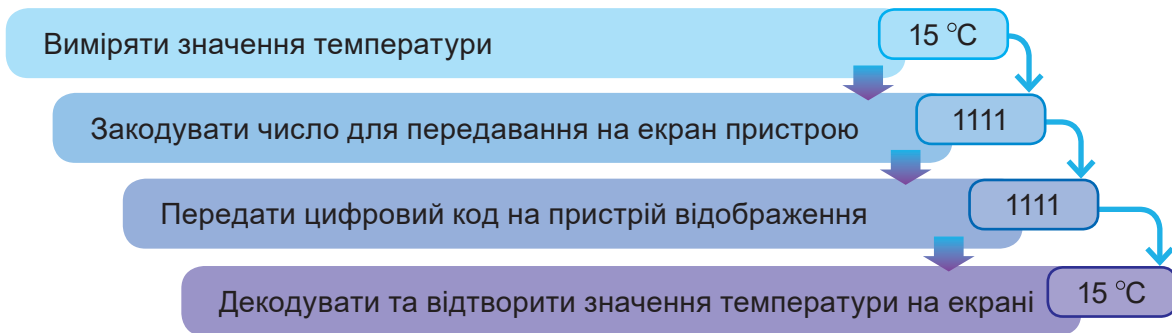 Виміряти значення температури 15 °C
Закодувати число для передавання на екран пристрою 1111
Передати цифровий код на пристрій відображення 1111
Декодувати та відтворити значення температури на екрані 15 °C